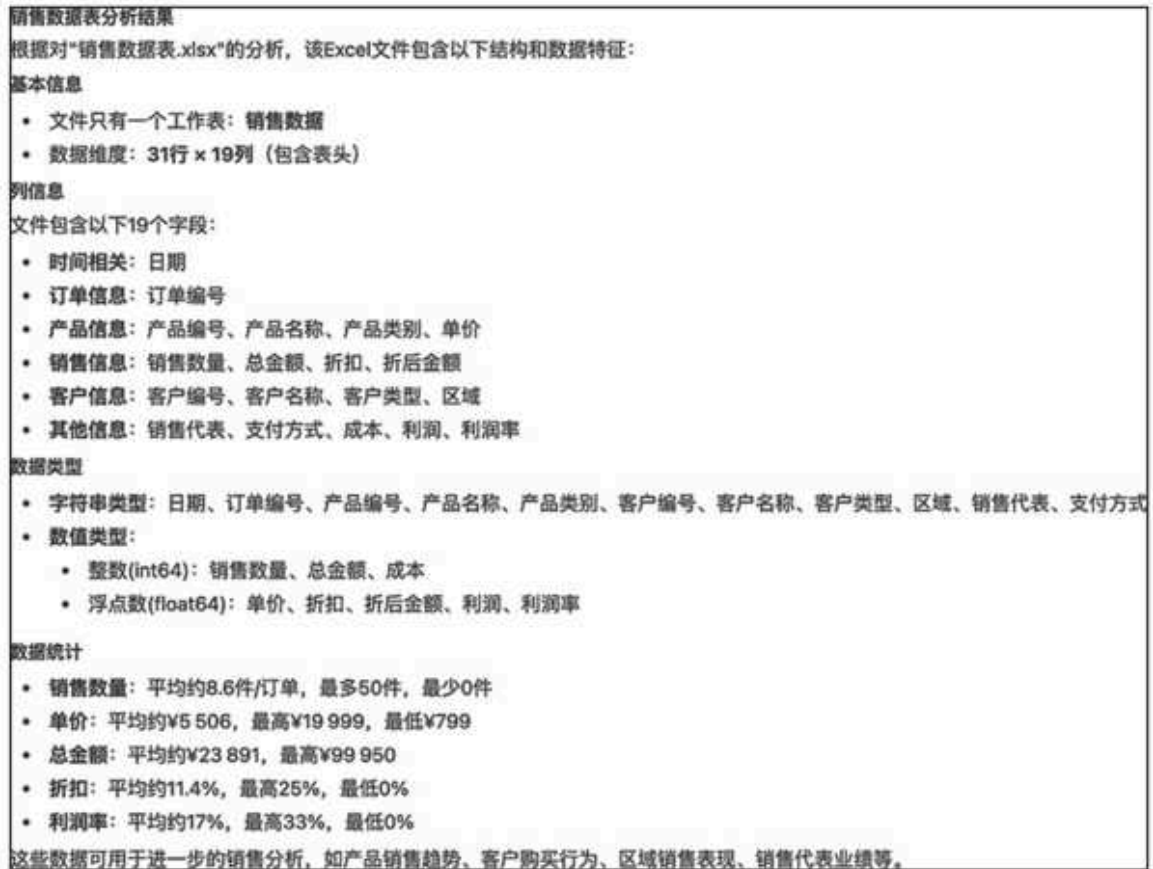 销售数据表分析结果
根据对"销售数据表.xlsx"的分析，该Excel文件包含以下结构和数据特征：
基本信息
• 文件只有一个工作表：销售数据
• 数据维度：31行 × 19列（包含表头）
列信息
文件包含以下19个字段：
• 时间相关：日期
• 订单信息：订单编号
• 产品信息：产品编号、产品名称、产品类别、单价
• 销售信息：销售数量、总金额、折扣、折后金额
• 客户信息：客户编号、客户名称、客户类型、区域
• 其他信息：销售代表、支付方式、成本、利润、利润率
数据类型
• 字符串类型：日期、订单编号、产品编号、产品名称、产品类别、客户编号、客户名称、客户类型、区域、销售代表、支付方式
• 数值类型：
• 整数(int64)：销售数量、总金额、成本
• 浮点数(float64)：单价、折扣、折后金额、利润、利润率
数据统计
• 销售数量：平均约8.6件/订单，最多50件，最少0件
• 单价：平均约¥5 506，最高¥19 999，最低¥799
• 总金额：平均约¥23 891，最高¥99 950
• 折扣：平均约11.4%，最高25%，最低0%
• 利润率：平均约17%，最高33%，最低0%
这些数据可用于进一步的销售分析，如产品销售趋势、客户购买行为、区域销售表现、销售代表业绩等。